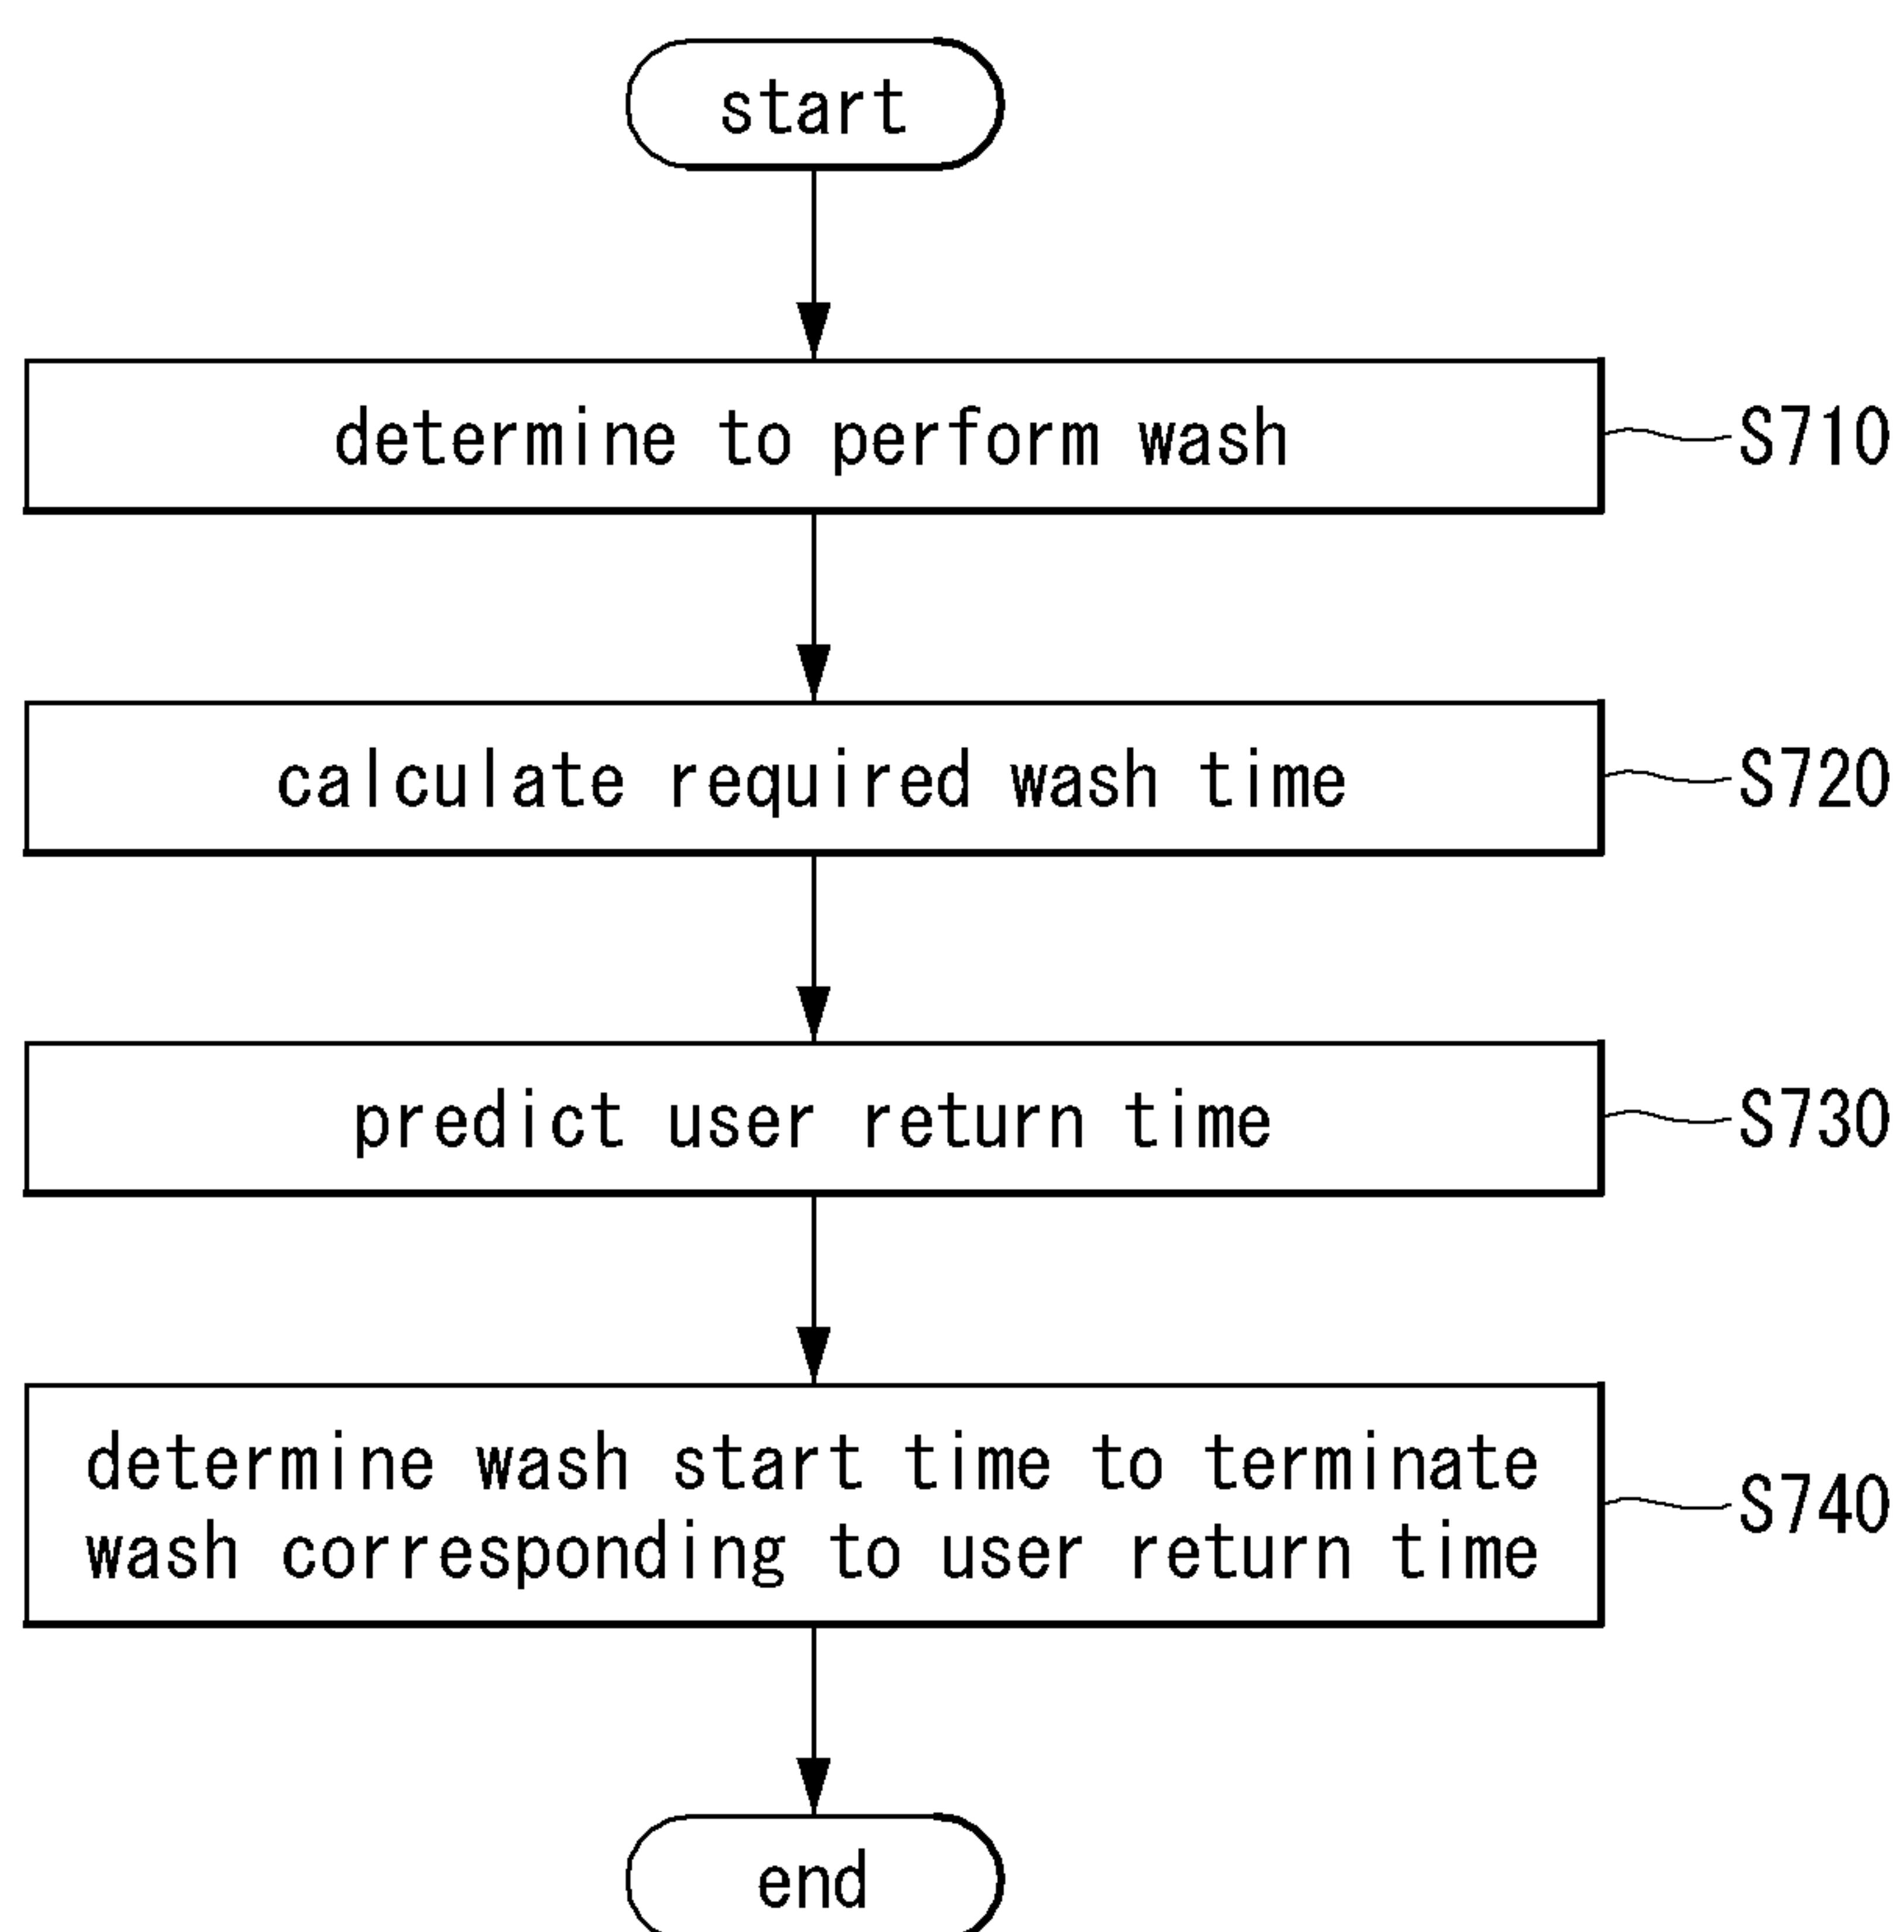 start
determine to perform wash
S710
calculate required wash time
S720
predict user return time
S730
determine wash start time to terminate
wash corresponding to user return time
S740
end